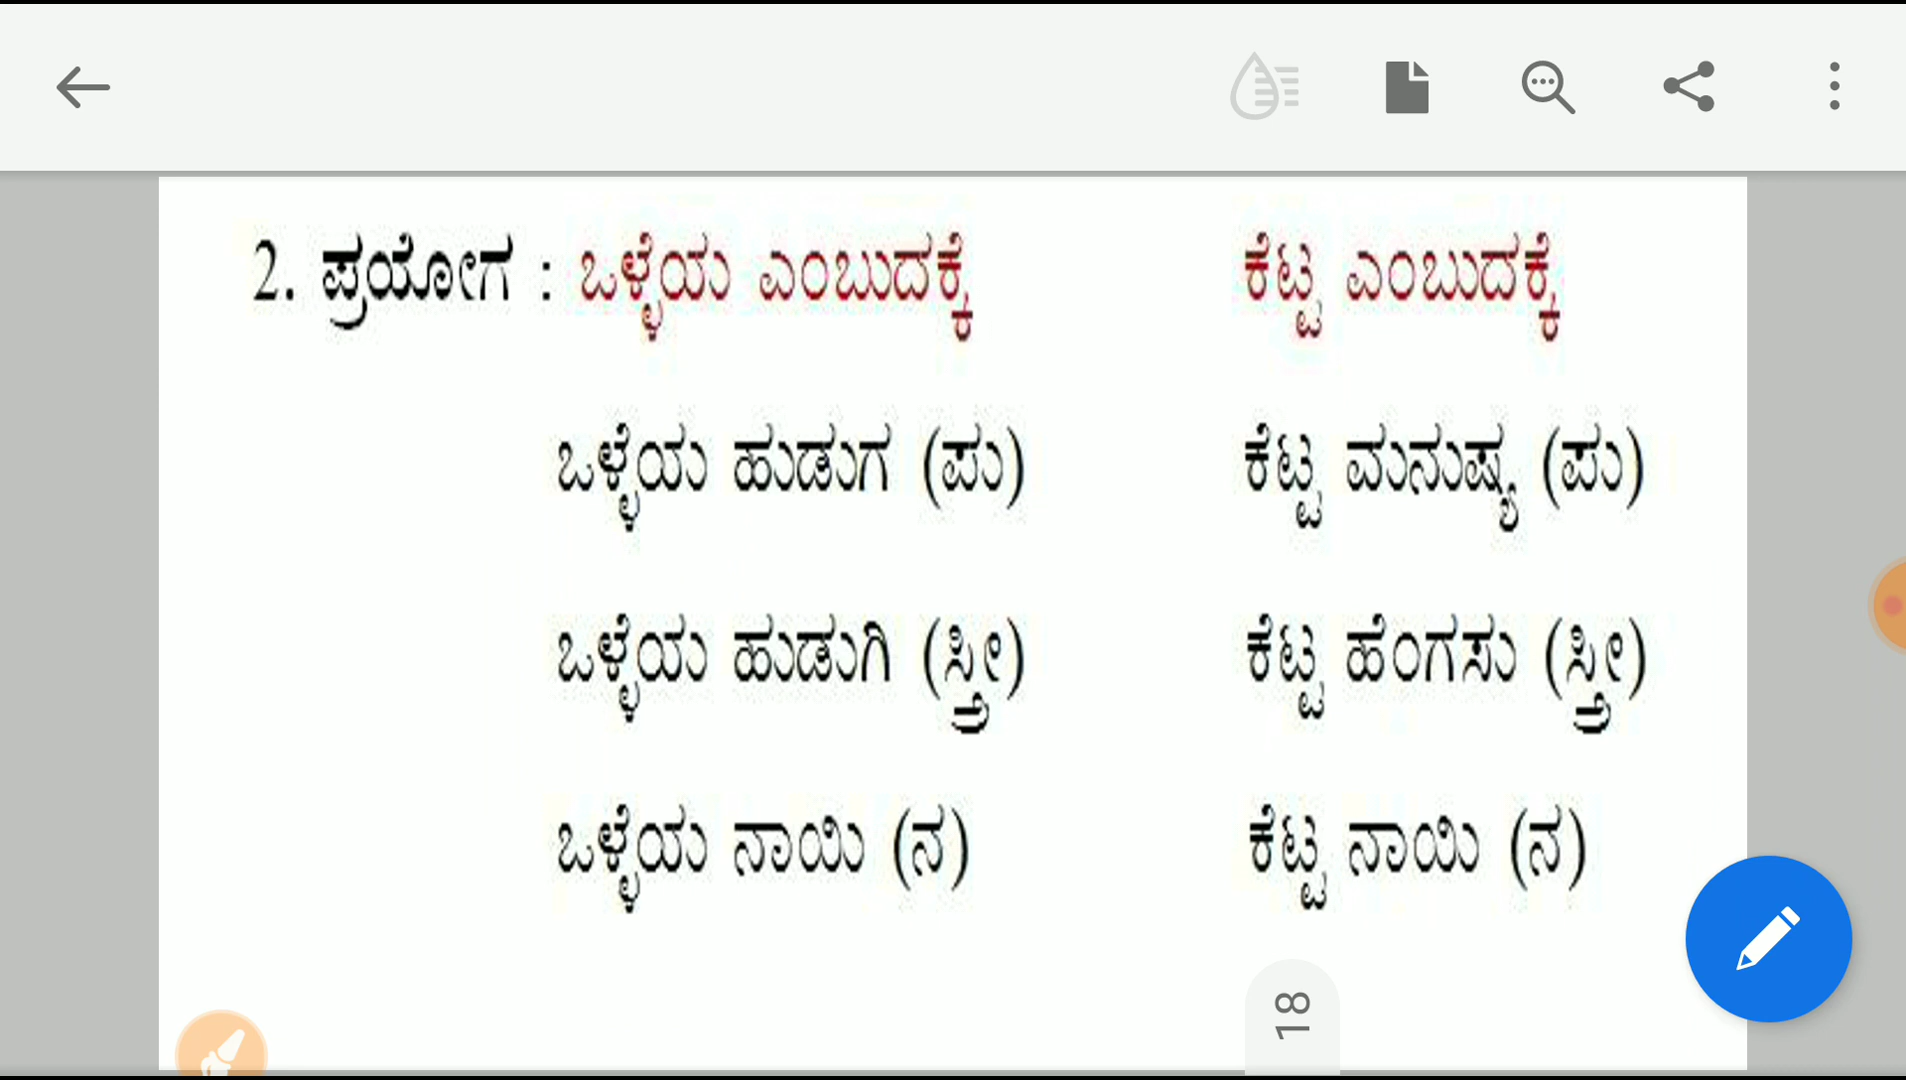 2. ಪ್ರಯೋಗ : ಒಳ್ಳೆಯ ಎಂಬುದಕ್ಕೆ ಕೆಟ್ಟ ಎಂಬುದಕ್ಕೆ
ಒಳ್ಳೆಯ ಹುಡುಗ (ಪು) ಕೆಟ್ಟ ಮನುಷ್ಯ (ಪು)
ಒಳ್ಳೆಯ ಹುಡುಗಿ (ಸ್ತ್ರೀ) ಕೆಟ್ಟ ಹೆಂಗಸು (ಸ್ತ್ರೀ)
ಒಳ್ಳೆಯ ನಾಯಿ (ನ) ಕೆಟ್ಟ ನಾಯಿ (ನ)
18